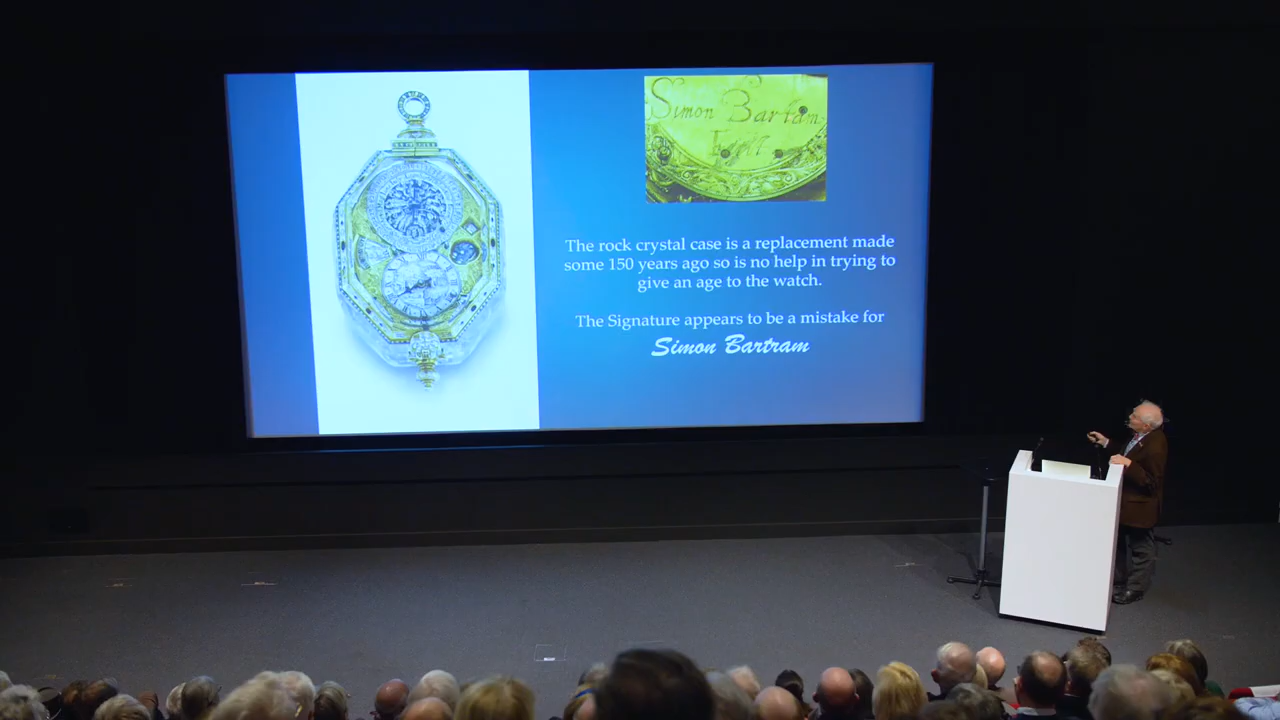 Simon Bartam
The rock crystal case is a replacement made
some 150 years ago so is no help in trying to
give an age to the watch.
The Signature appears to be a mistake for
Simon Bartram